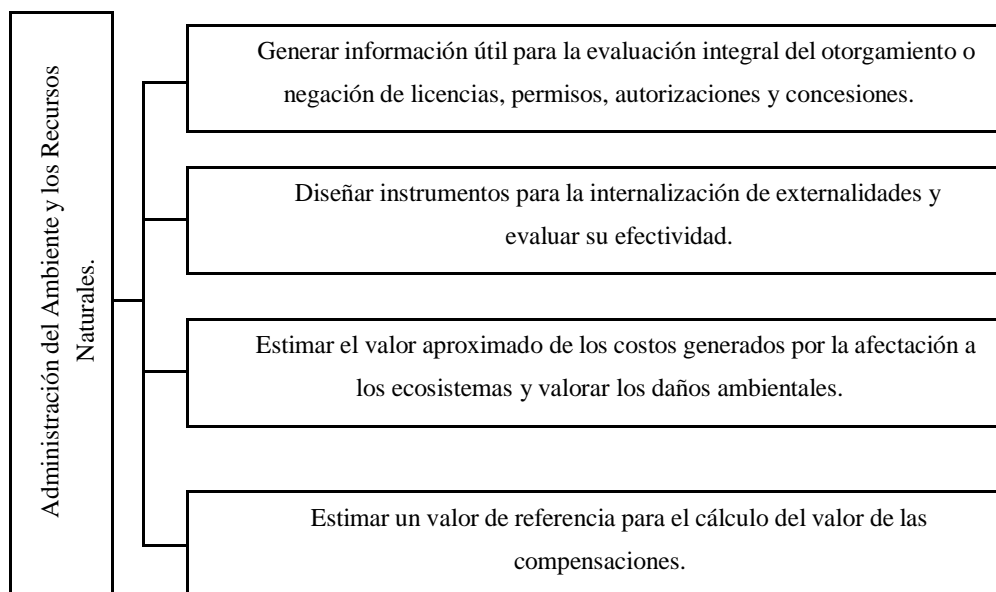 Administración del Ambiente y los Recursos
Naturales.
Generar información útil para la evaluación integral del otorgamiento o
negación de licencias, permisos, autorizaciones y concesiones.
Diseñar instrumentos para la internalización de externalidades y
evaluar su efectividad.
Estimar el valor aproximado de los costos generados por la afectación a
los ecosistemas y valorar los daños ambientales.
Estimar un valor de referencia para el cálculo del valor de las
compensaciones.